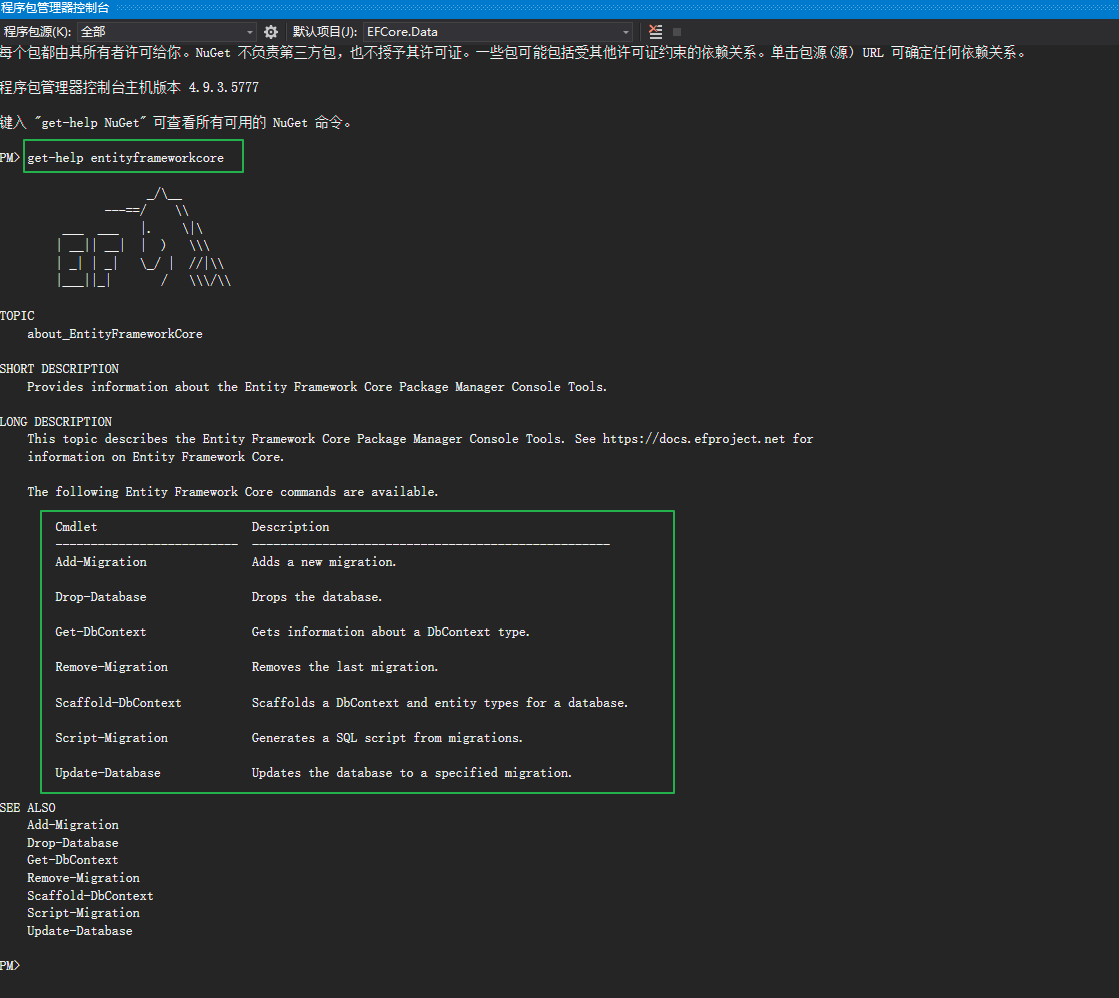 程序包管理器控制台
程序包源(K): 全部 默认项目(J): EFCore.Data
每个包都由其所有者许可给你。NuGet 不负责第三方包，也不授予其许可证。一些包可能包括受其他许可证约束的依赖关系。单击包源(源) URL 可确定任何依赖关系。
程序包管理器控制台主机版本 4.9.3.5777
键入 "get-help NuGet" 可查看所有可用的 NuGet 命令。
PM> get-help entityframeworkcore
                     _/\__
               ---==/    \\
         ___  ___   |.    \|\
        | __|| __|  |  )   \\\
        | _| | _|   \_/ |  //|\\
        |___||_|       /   \\\/\\
TOPIC
about_EntityFrameworkCore
SHORT DESCRIPTION
Provides information about the Entity Framework Core Package Manager Console Tools.
LONG DESCRIPTION
This topic describes the Entity Framework Core Package Manager Console Tools. See https://docs.efproject.net for
information on Entity Framework Core.
The following Entity Framework Core commands are available.
Cmdlet Description
-------------------------- ---------------------------------------------------
Add-Migration Adds a new migration.
Drop-Database Drops the database.
Get-DbContext Gets information about a DbContext type.
Remove-Migration Removes the last migration.
Scaffold-DbContext Scaffolds a DbContext and entity types for a database.
Script-Migration Generates a SQL script from migrations.
Update-Database Updates the database to a specified migration.
SEE ALSO
Add-Migration
Drop-Database
Get-DbContext
Remove-Migration
Scaffold-DbContext
Script-Migration
Update-Database
PM>